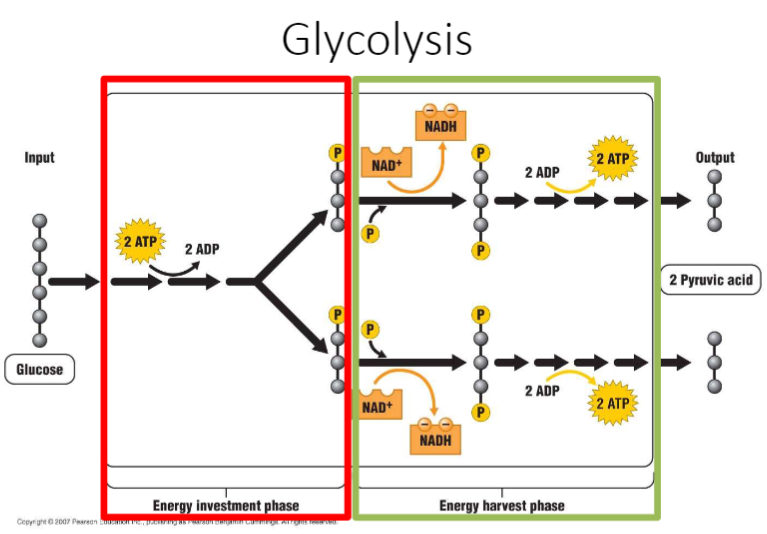 Glycolysis
Input
Glucose
2 ATP
2 ADP
P
P
NAD+
NADH
P
P
P
2 ADP
2 ATP
Output
2 Pyruvic acid
P
P
NAD+
NADH
P
P
2 ADP
2 ATP
Energy investment phase
Energy harvest phase
Copyright © 2007 Pearson Education Inc., publishing as Pearson Benjamin Cummings. All rights reserved.